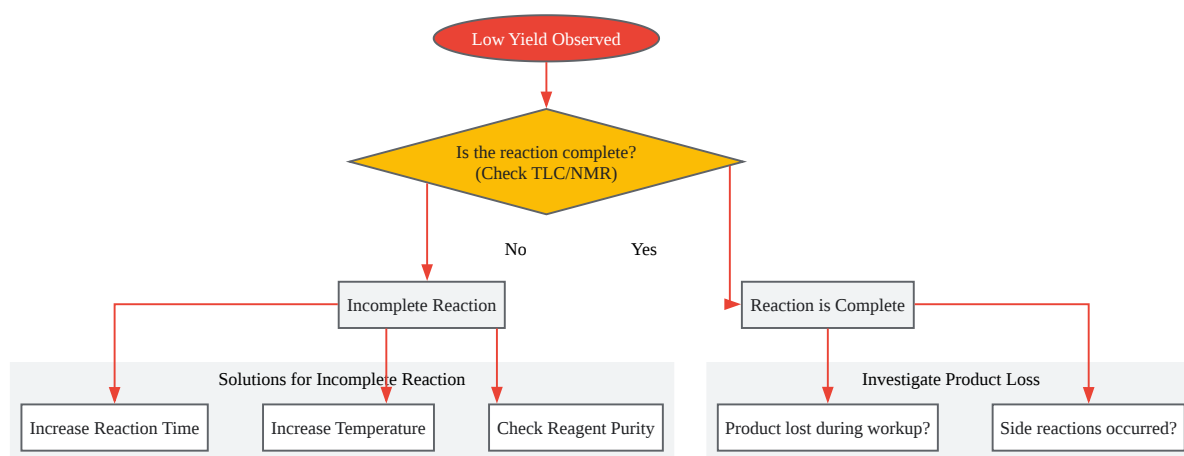 Low Yield Observed
Is the reaction complete?
(Check TLC/NMR)
No
Yes
Incomplete Reaction
Reaction is Complete
Solutions for Incomplete Reaction
Investigate Product Loss
Increase Reaction Time
Increase Temperature
Check Reagent Purity
Product lost during workup?
Side reactions occurred?